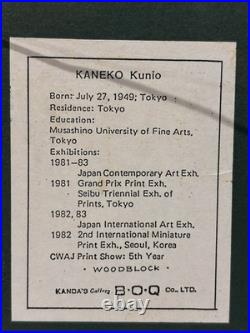 KANEKO Kunio
Born: July 27, 1949; Tokyo
Residence: Tokyo
Education:
Musashino University of Fine Arts,
Tokyo
Exhibitions:
1981-83
Japan Contemporary Art Exh.
1981 Grand Prix Print Exh.
Seibu Triennial Exh. of
Prints, Tokyo
1982, 83
Japan International Art Exh.
1982 2nd International Miniature
Print Exh., Seoul, Korea
CWAJ Print Show: 5th Year
• WOODBLOCK •
KANDA'S Gallery B·O·Q CO., LTD.